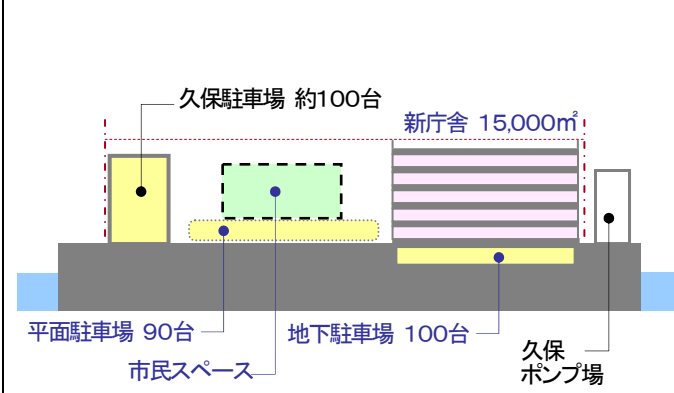 久保駐車場 約100台
新庁舎 15,000㎡
平面駐車場 90台
地下駐車場 100台
市民スペース
久保
ポンプ場